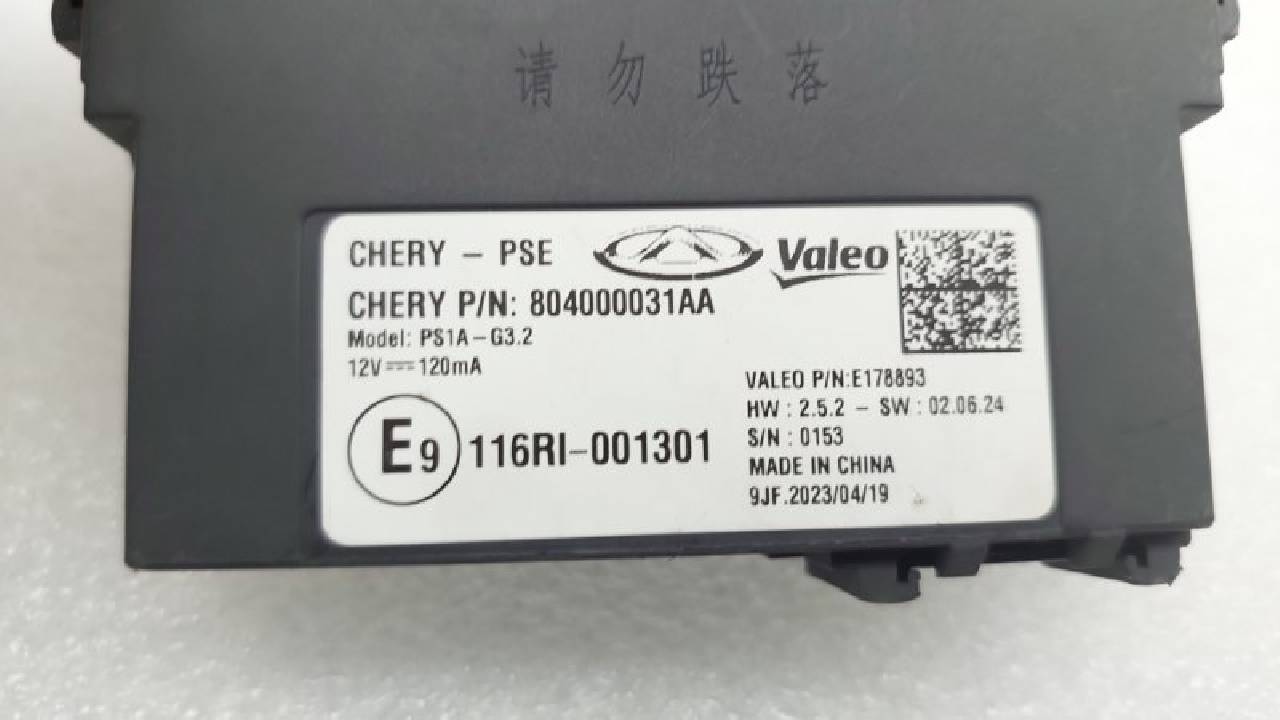 请勿跌落
CHERY - PSE
Valeo
CHERY P/N: 804000031AA
Model: PS1A-G3.2
12V⎓120mA
E9 116RI-001301
VALEO P/N:E178893
HW : 2.5.2 - SW : 02.06.24
S/N : 0153
MADE IN CHINA
9JF.2023/04/19